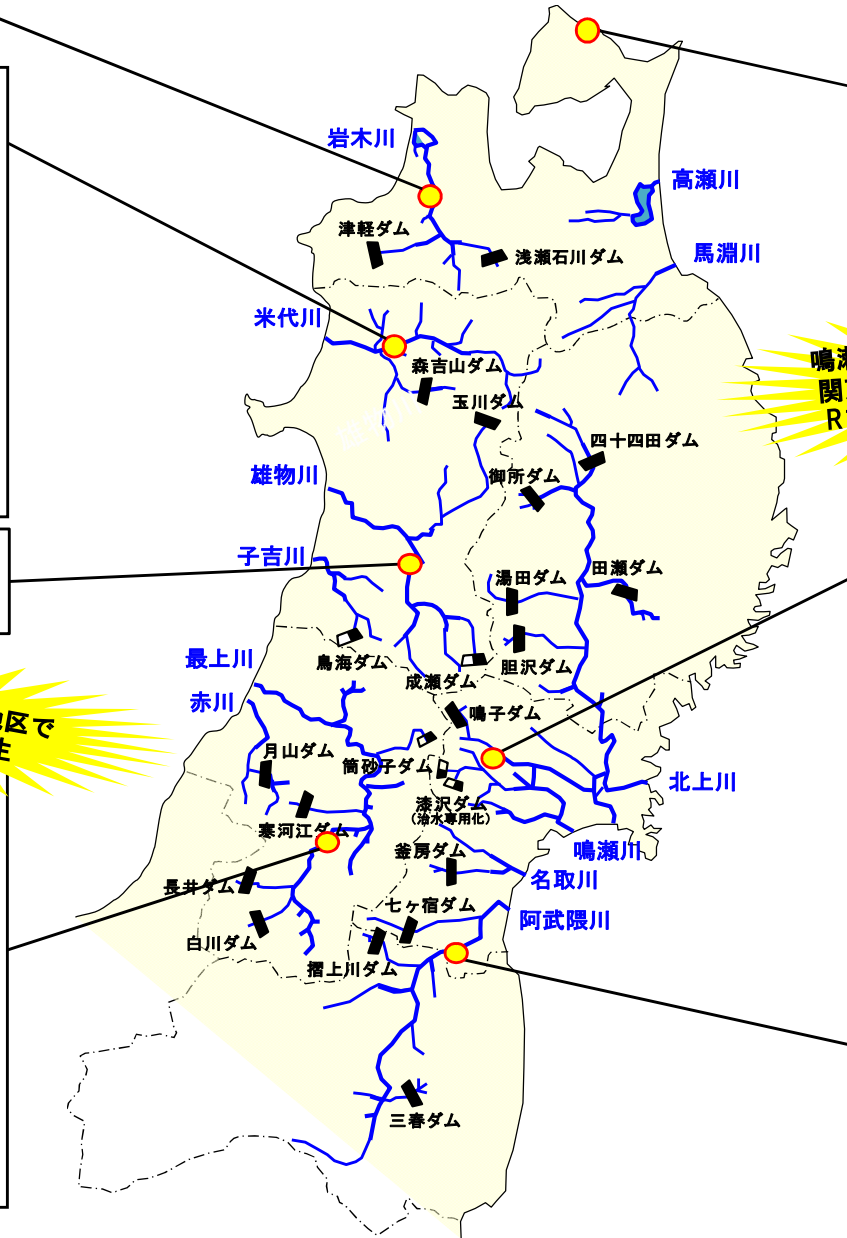 岩木川
高瀬川
津軽ダム
浅瀬石川ダム
馬淵川
米代川
森吉山ダム
玉川ダム
鳴瀬
四十四田ダム
雄物川
御所ダム
子吉川
湯田ダム
田瀬ダム
最上川
鳥海ダム
成瀬ダム
胆沢ダム
赤川
鳴子ダム
地区で
月山ダム
筒砂子ダム
北上川
漆沢ダム
(治水専用化)
寒河江ダム
鳴瀬川
釜房ダム
名取川
長井ダム
七ヶ宿ダム
阿武隈川
白川ダム
摺上川ダム
三春ダム